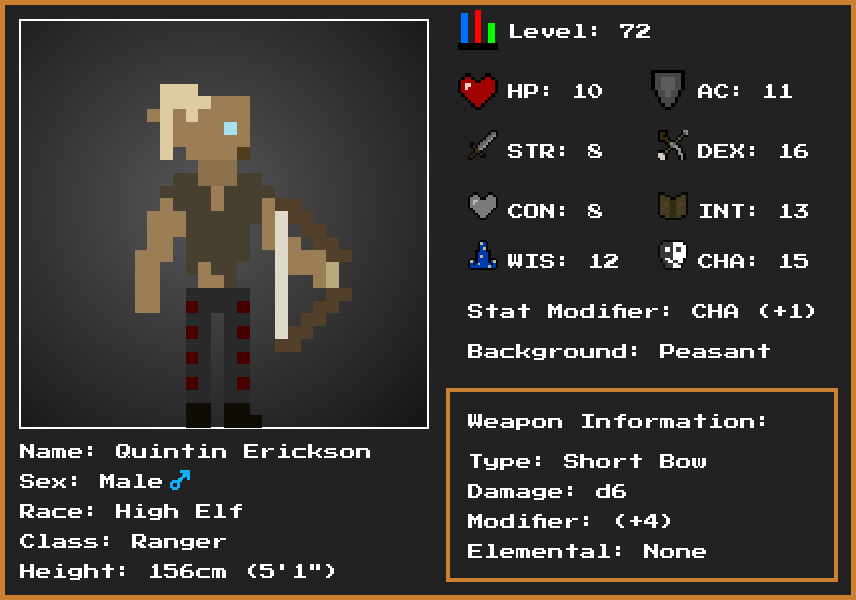 Level: 72
HP: 10 AC: 11
STR: 8 DEX: 16
CON: 8 INT: 13
WIS: 12 CHA: 15
Stat Modifier: CHA (+1)
Background: Peasant
Weapon Information:
Type: Short Bow
Damage: d6
Modifier: (+4)
Elemental: None
Name: Quintin Erickson
Sex: Male♂
Race: High Elf
Class: Ranger
Height: 156cm (5'1")